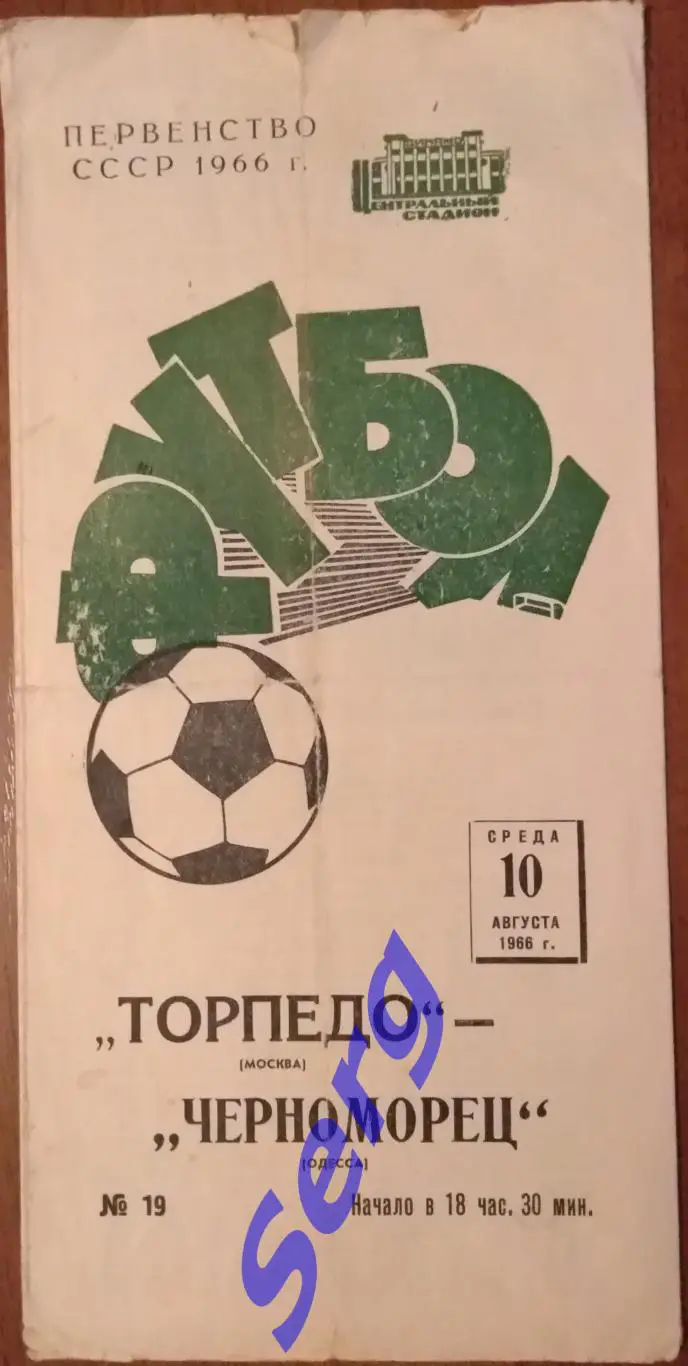 ПЕРВЕНСТВО
СССР 1966 г.
ДИНАМО
ЦЕНТРАЛЬНЫЙ
СТАДИОН
ФУТБОЛ
СРЕДА
10
АВГУСТА
1966 г.
„ТОРПЕДО“ —
(МОСКВА)
„ЧЕРНОМОРЕЦ“
(ОДЕССА)
№ 19 Начало в 18 час. 30 мин.
Serg